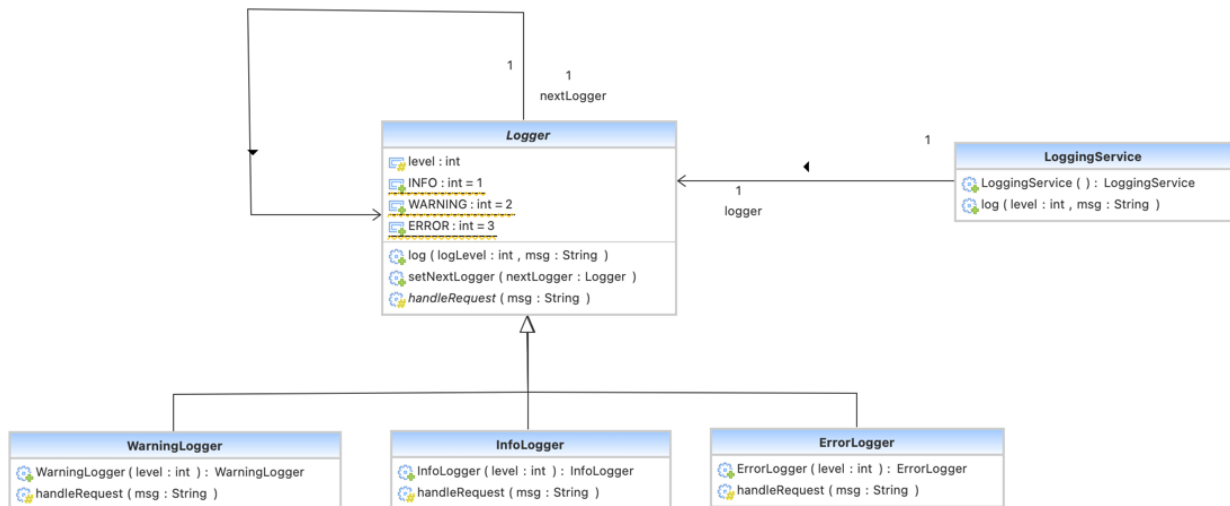 1
1
nextLogger
Logger
level : int
INFO : int = 1
WARNING : int = 2
ERROR : int = 3
log ( logLevel : int , msg : String )
setNextLogger ( nextLogger : Logger )
handleRequest ( msg : String )
1
1
logger
LoggingService
LoggingService ( ) : LoggingService
log ( level : int , msg : String )
WarningLogger
WarningLogger ( level : int ) : WarningLogger
handleRequest ( msg : String )
InfoLogger
InfoLogger ( level : int ) : InfoLogger
handleRequest ( msg : String )
ErrorLogger
ErrorLogger ( level : int ) : ErrorLogger
handleRequest ( msg : String )